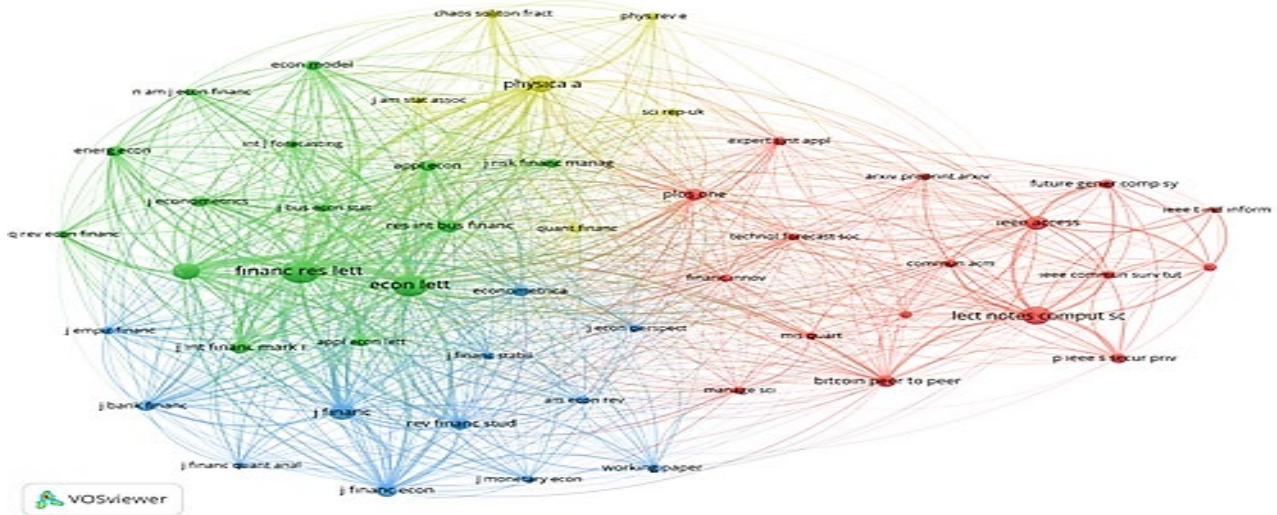 chaos soliton fract
phys rev e
econ model
physica a
n am j econ financ
j am stat assoc
sci rep-uk
expert syst appl
energ econ
int j forecasting
appl econ
j risk financ manag
arxiv preprint arxiv
future gener comp sy
plos one
j econometrics
j bus econ stat
ieee t ind inform
ieee access
res int bus financ
quant financ
q rev econ financ
technol forecast soc
commun acm
financ res lett
ieee commun surv tut
financ innov
econ lett
econometrica
lect notes comput sc
j empir financ
j econ perspect
mis quart
j int financ mark i
appl econ lett
j financ stabil
p ieee s secur priv
bitcoin peer to peer
manage sci
am econ rev
j bank financ
j financ
rev financ stud
j financ quant anal
working paper
j monetary econ
j financ econ
VOSviewer